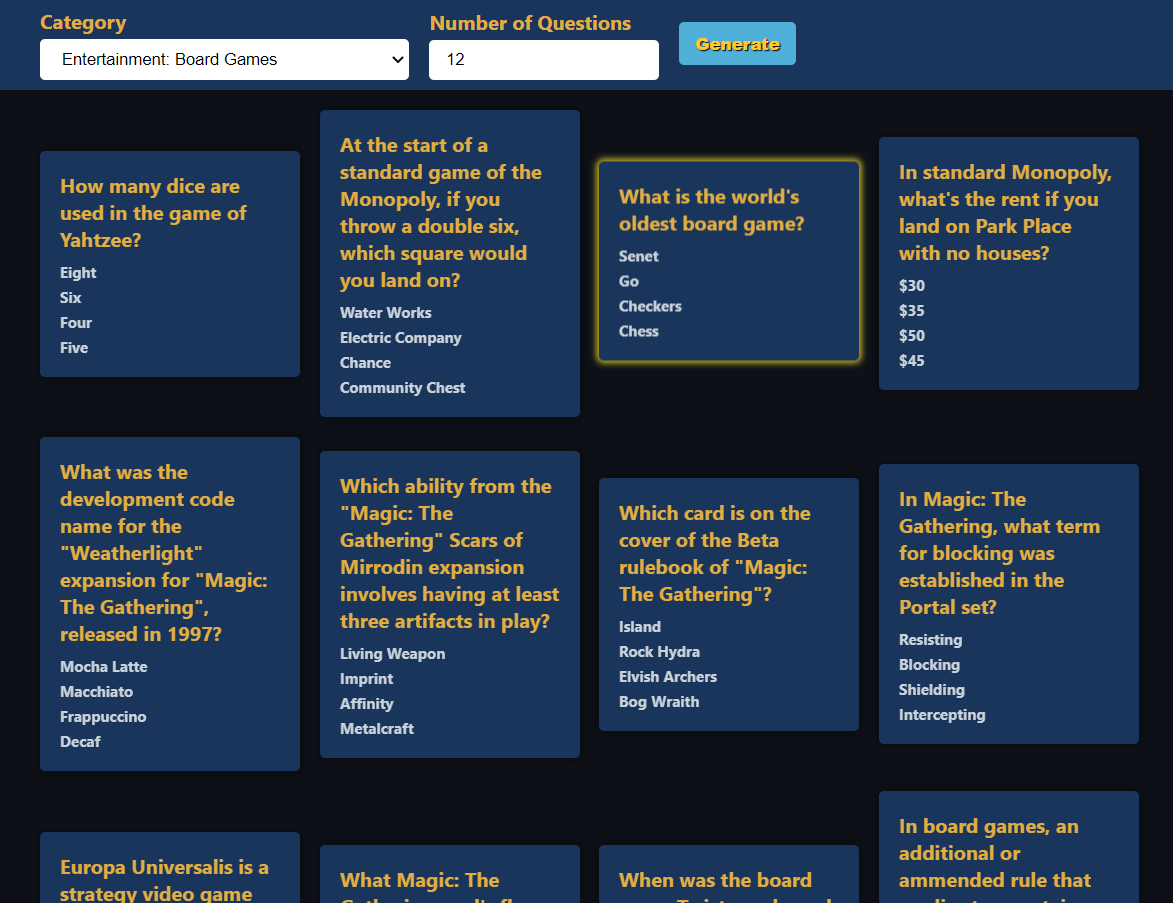 Category
Number of Questions
Entertainment: Board Games
12
Generate
How many dice are
used in the game of
Yahtzee?
Eight
Six
Four
Five
At the start of a
standard game of the
Monopoly, if you
throw a double six,
which square would
you land on?
Water Works
Electric Company
Chance
Community Chest
What is the world's
oldest board game?
Senet
Go
Checkers
Chess
In standard Monopoly,
what's the rent if you
land on Park Place
with no houses?
$30
$35
$50
$45
What was the
development code
name for the
"Weatherlight"
expansion for "Magic:
The Gathering",
released in 1997?
Mocha Latte
Macchiato
Frappuccino
Decaf
Which ability from the
"Magic: The
Gathering" Scars of
Mirrodin expansion
involves having at least
three artifacts in play?
Living Weapon
Imprint
Affinity
Metalcraft
Which card is on the
cover of the Beta
rulebook of "Magic:
The Gathering"?
Island
Rock Hydra
Elvish Archers
Bog Wraith
In Magic: The
Gathering, what term
for blocking was
established in the
Portal set?
Resisting
Blocking
Shielding
Intercepting
Europa Universalis is a
strategy video game
What Magic: The
When was the board
In board games, an
additional or
ammended rule that